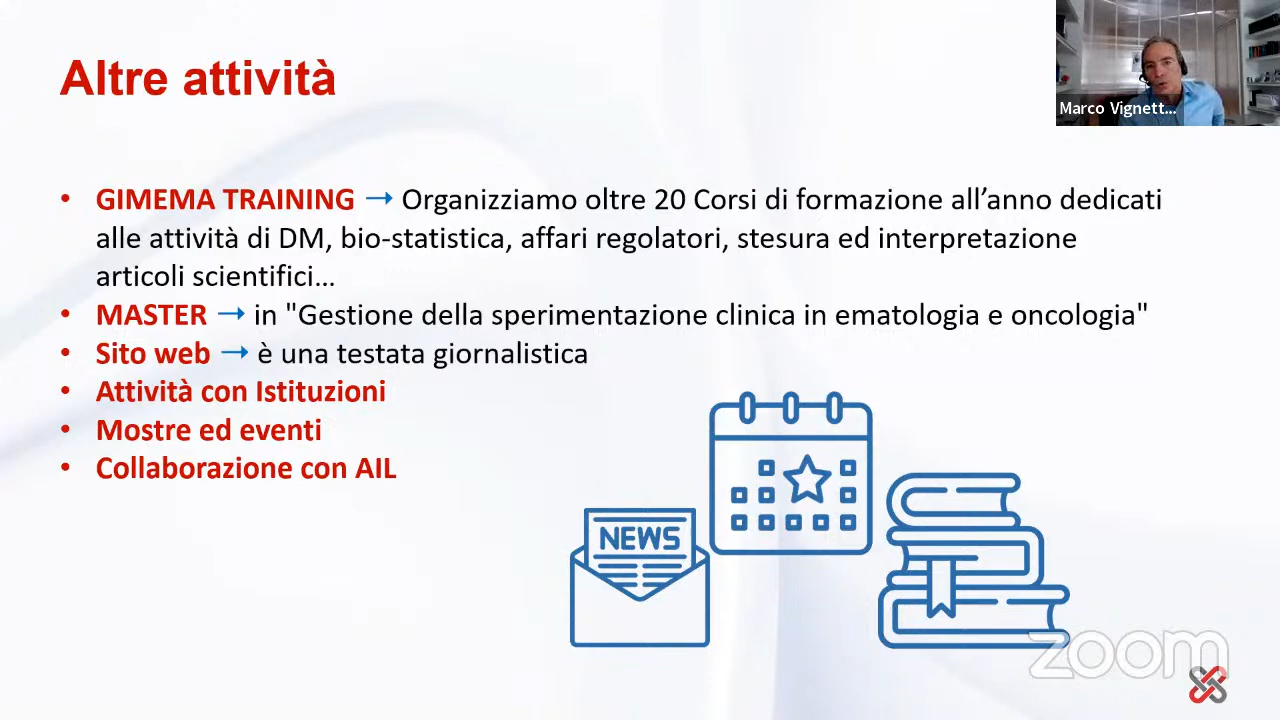 Altre attività
Marco Vignett...
• GIMEMA TRAINING → Organizziamo oltre 20 Corsi di formazione all’anno dedicati
alle attività di DM, bio-statistica, affari regolatori, stesura ed interpretazione
articoli scientifici…
• MASTER → in "Gestione della sperimentazione clinica in ematologia e oncologia"
• Sito web → è una testata giornalistica
• Attività con Istituzioni
• Mostre ed eventi
• Collaborazione con AIL
NEWS
zoom